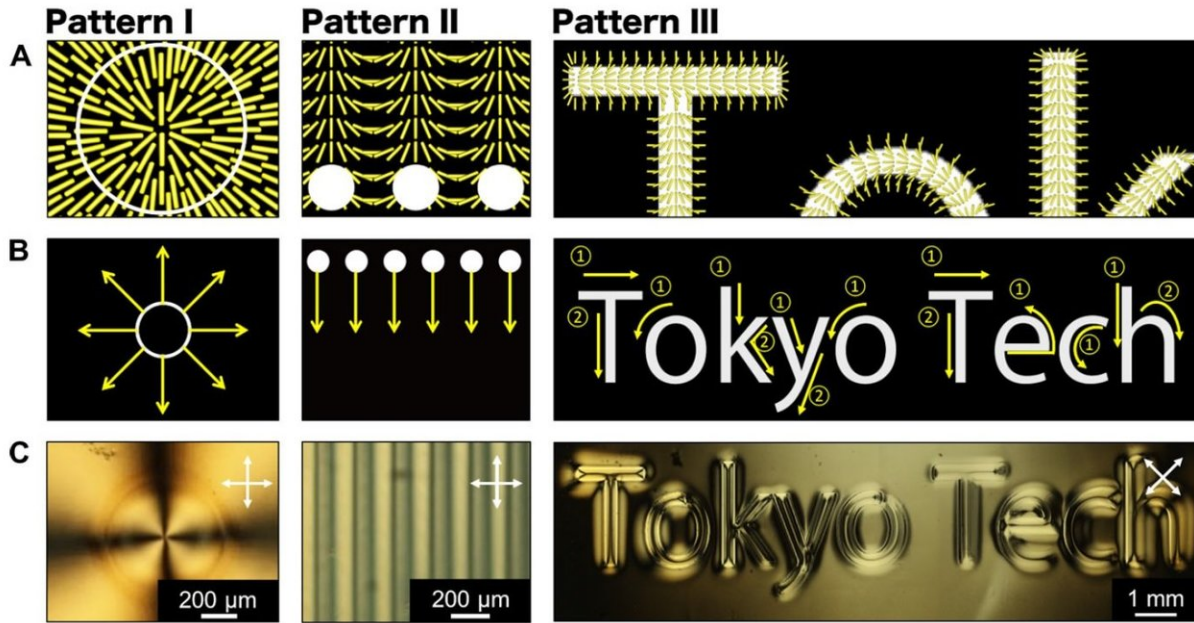 Pattern I
Pattern II
Pattern III
A
B
① ① ① ① ① ① ① ① ②
② ② ② ① ②
Tokyo Tech
C
Tokyo Tech
200 µm
200 µm
1 mm